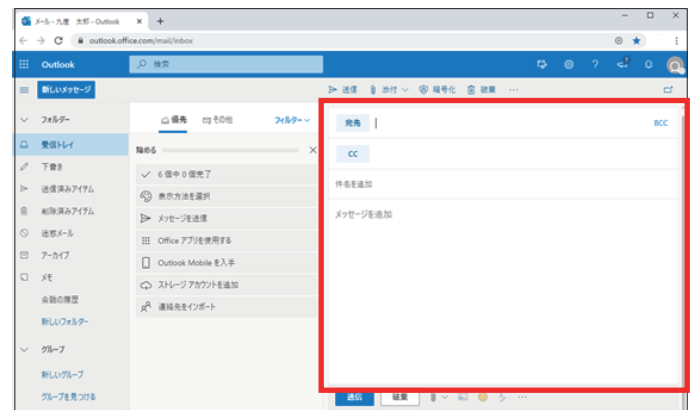 メール - 九産 太郎 - Outlook
outlook.office.com/mail/inbox
Outlook
検索
新しいメッセージ
送信 添付 暗号化 破棄 …
フォルダー
受信トレイ
下書き
送信済みアイテム
削除済みアイテム
迷惑メール
アーカイブ
メモ
会話の履歴
新しいフォルダー
グループ
新しいグループ
グループを見つける
優先 その他 フィルター
始める
6 個中 0 個完了
表示方法を選択
メッセージを送信
Office アプリを使用する
Outlook Mobile を入手
ストレージ アカウントを追加
連絡先をインポート
宛先 BCC
CC
件名を追加
メッセージを追加
送信 破棄 …